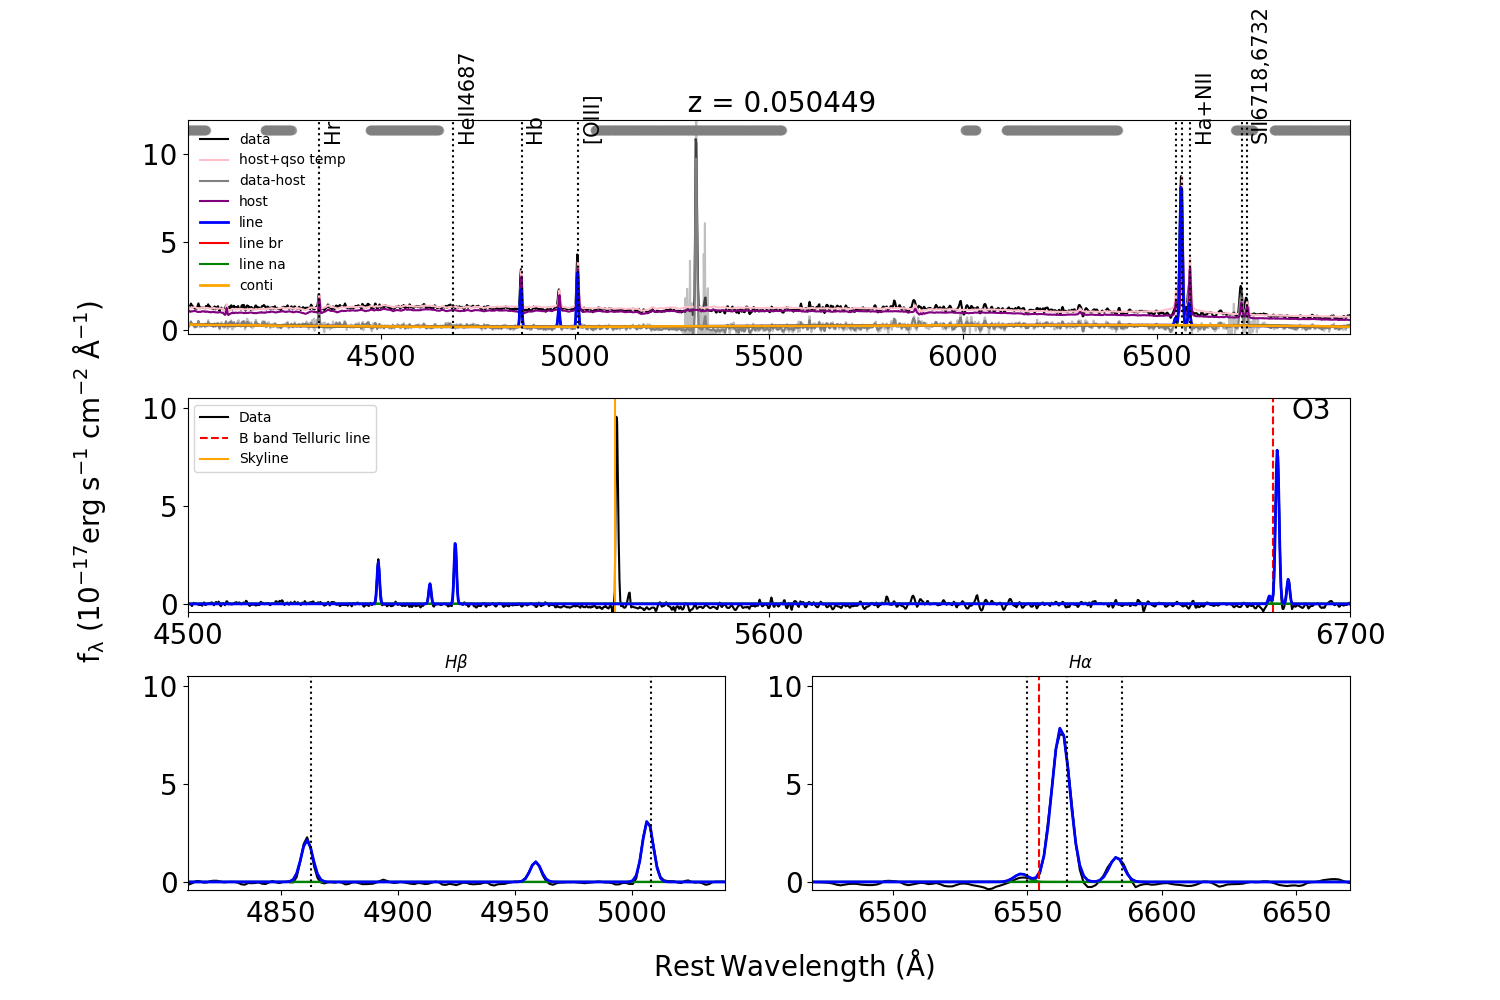 z = 0.050449
Hr
HeII4687
Hb
[OIII]
Ha+NII
SII6718,6732
data
host+qso temp
data-host
host
line
line br
line na
conti
10
5
0
4500
5000
5500
6000
6500
Data
B band Telluric line
Skyline
O3
10
5
0
4500
5600
6700
fλ (10⁻¹⁷erg s⁻¹ cm⁻² Å⁻¹)
Hβ
10
5
0
4850
4900
4950
5000
Hα
10
5
0
6500
6550
6600
6650
Rest Wavelength (Å)